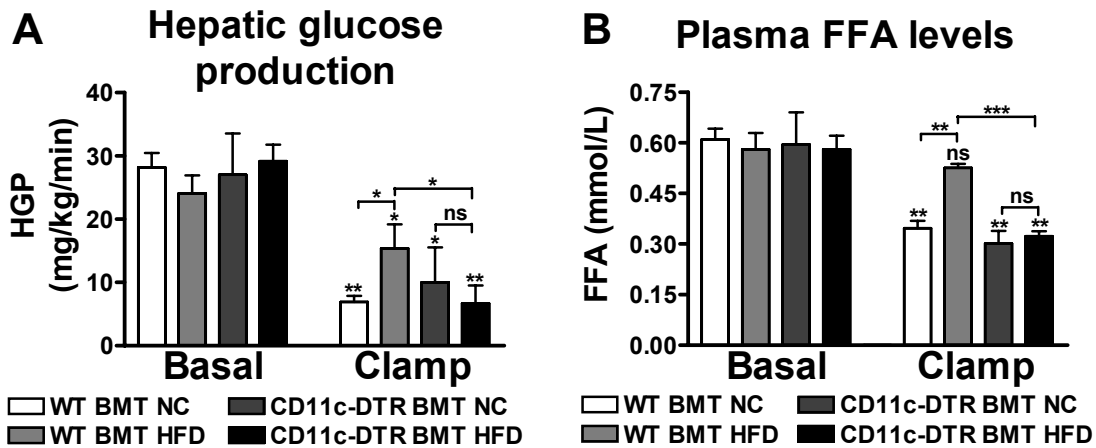 A
Hepatic glucose
production
HGP
(mg/kg/min)
40
30
20
10
0
**
*
*
*
*
ns
**
Basal
Clamp
WT BMT NC
CD11c-DTR BMT NC
WT BMT HFD
CD11c-DTR BMT HFD
B
Plasma FFA levels
FFA (mmol/L)
0.75
0.60
0.45
0.30
0.15
0.00
**
**
ns
***
**
ns
**
Basal
Clamp
WT BMT NC
CD11c-DTR BMT NC
WT BMT HFD
CD11c-DTR BMT HFD